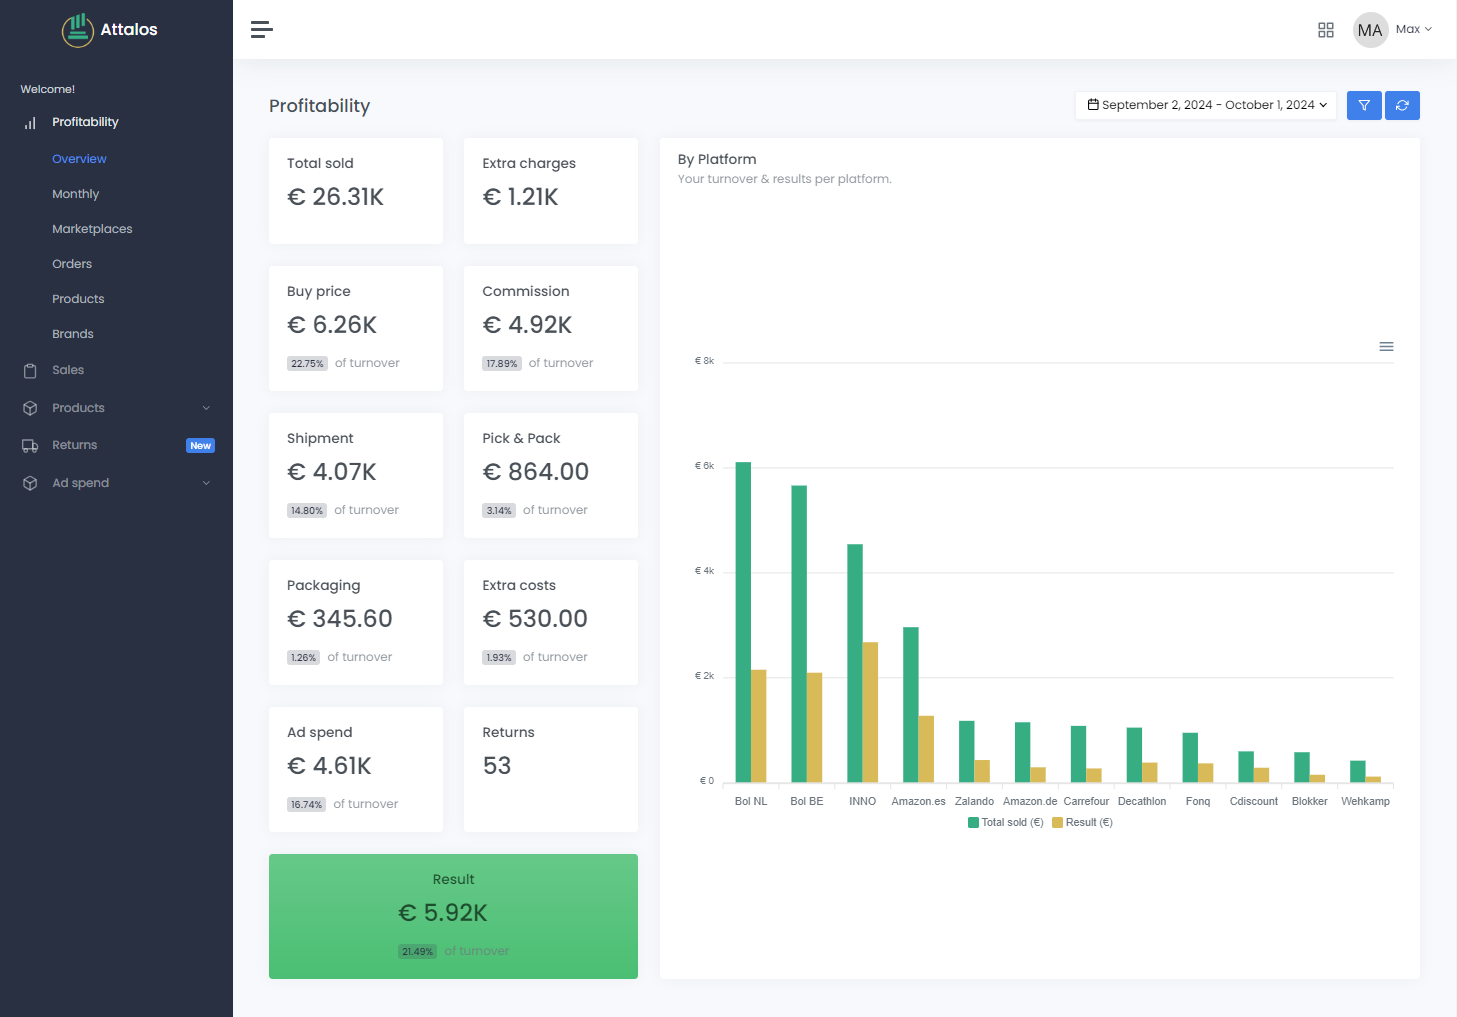 Attalos
MA
Max
Welcome!
Profitability
Overview
Monthly
Marketplaces
Orders
Products
Brands
Sales
Products
Returns New
Ad spend
Profitability
September 2, 2024 - October 1, 2024
Total sold
€ 26.31K
Extra charges
€ 1.21K
Buy price
€ 6.26K
22.75% of turnover
Commission
€ 4.92K
17.89% of turnover
Shipment
€ 4.07K
14.80% of turnover
Pick & Pack
€ 864.00
3.14% of turnover
Packaging
€ 345.60
1.26% of turnover
Extra costs
€ 530.00
1.93% of turnover
Ad spend
€ 4.61K
16.74% of turnover
Returns
53
Result
€ 5.92K
21.49% of turnover
By Platform
Your turnover & results per platform.
€ 8k
€ 6k
€ 4k
€ 2k
€ 0
Bol NL Bol BE INNO Amazon.es Zalando Amazon.de Carrefour Decathlon Fonq Cdiscount Blokker Wehkamp
Total sold (€) Result (€)